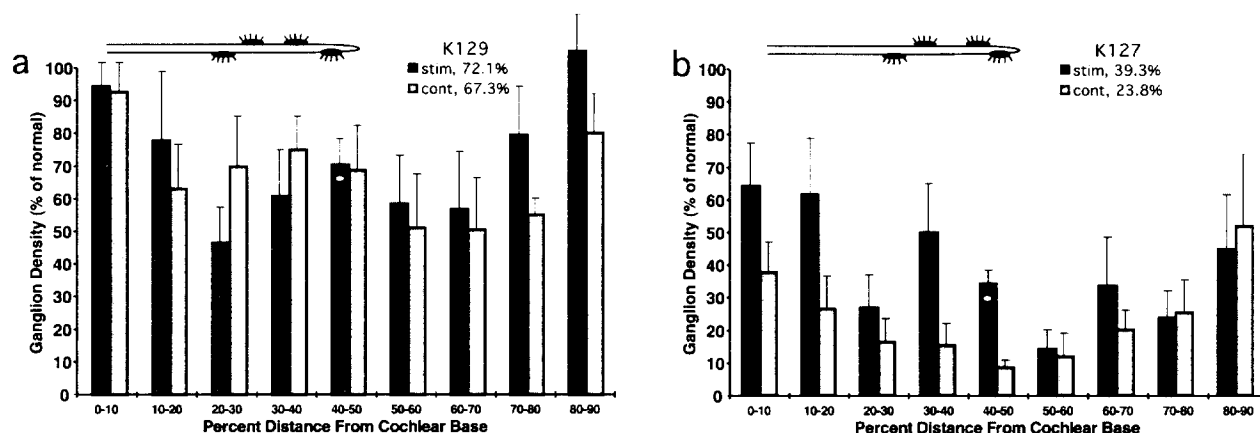 a
K129
stim, 72.1%
cont, 67.3%
Ganglion Density (% of normal)
100
90
80
70
60
50
40
30
20
10
0
0-10 10-20 20-30 30-40 40-50 50-60 60-70 70-80 80-90
Percent Distance From Cochlear Base
b
K127
stim, 39.3%
cont, 23.8%
Ganglion Density (% of normal)
100
90
80
70
60
50
40
30
20
10
0
0-10 10-20 20-30 30-40 40-50 50-60 60-70 70-80 80-90
Percent Distance From Cochlear Base